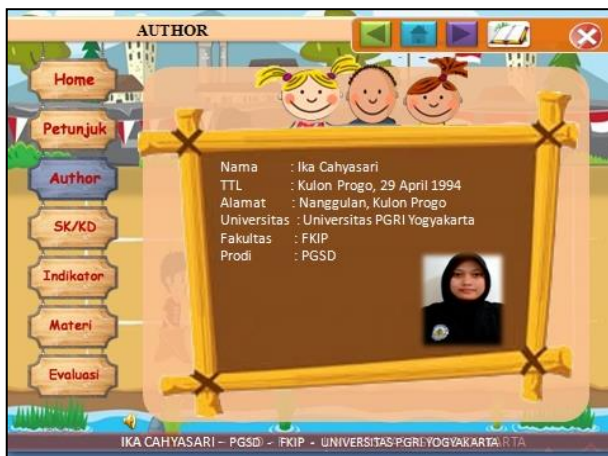 AUTHOR
Home
Petunjuk
Author
SK/KD
Indikator
Materi
Evaluasi
Nama : Ika Cahyasari
TTL : Kulon Progo, 29 April 1994
Alamat : Nanggulan, Kulon Progo
Universitas : Universitas PGRI Yogyakarta
Fakultas : FKIP
Prodi : PGSD
IKA CAHYASARI – PGSD - FKIP - UNIVERSITAS PGRI YOGYAKARTA